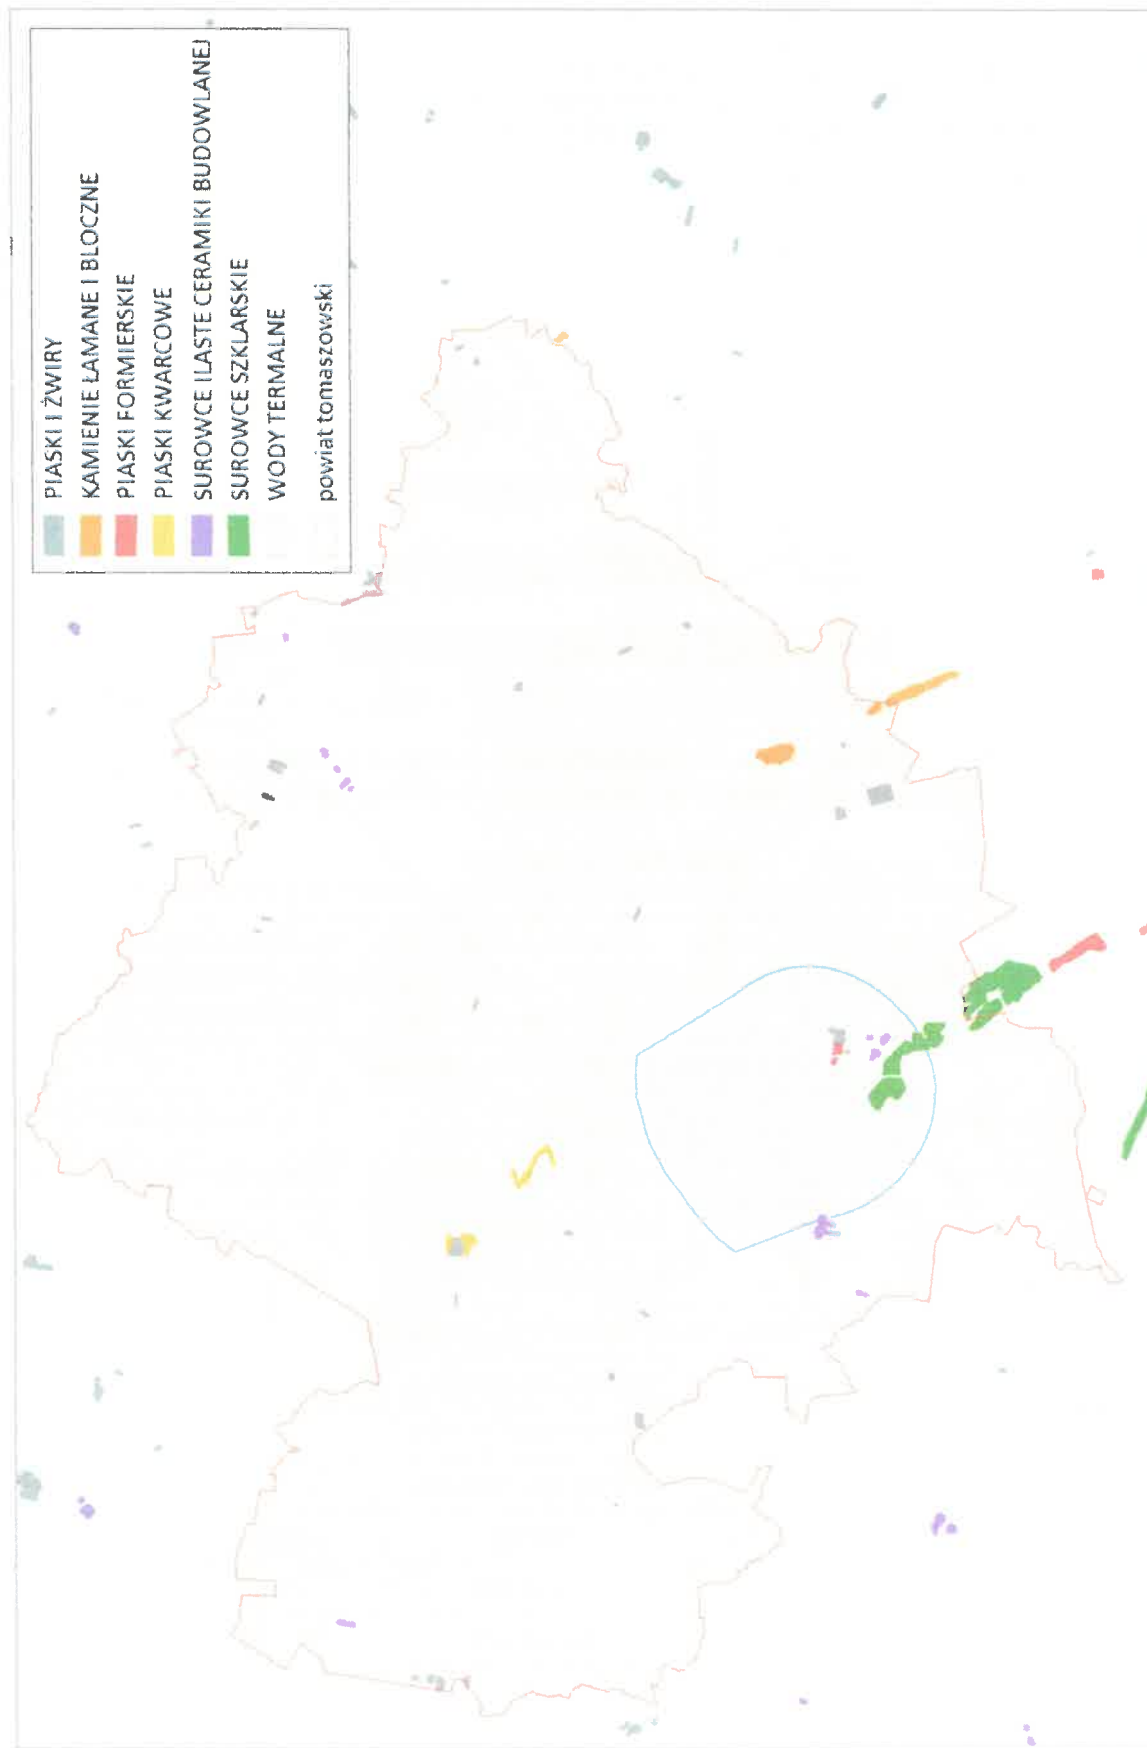 PIASKI I ŻWIRY
KAMIENIE ŁAMANE I BLOCZNE
PIASKI FORMIERSKIE
PIASKI KWARCOWE
SUROWCE ILASTE CERAMIKI BUDOWLANEJ
SUROWCE SZKLARSKIE
WODY TERMALNE
powiat tomaszowski